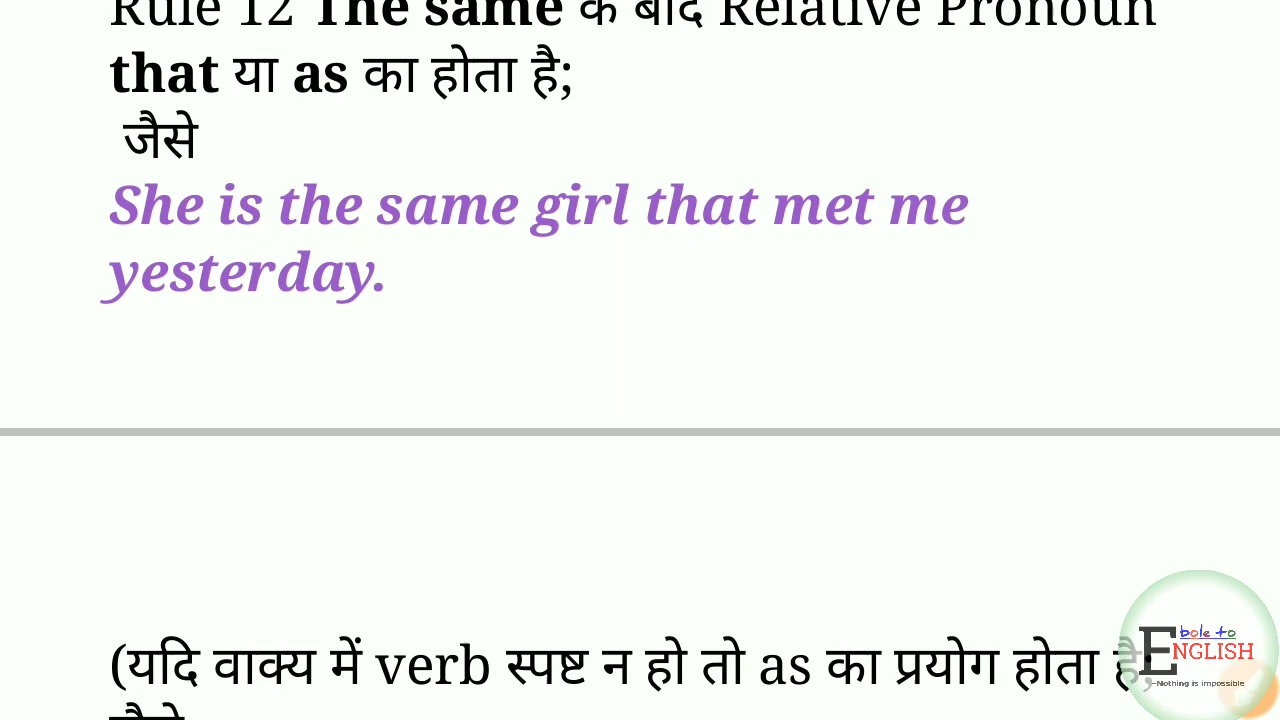 Rule 12 The same के बाद Relative Pronoun
that या as का होता है;
जैसे
She is the same girl that met me
yesterday.
(यदि वाक्य में verb स्पष्ट न हो तो as का प्रयोग होता है,
जैसे
bole to
ENGLISH
Nothing is impossible